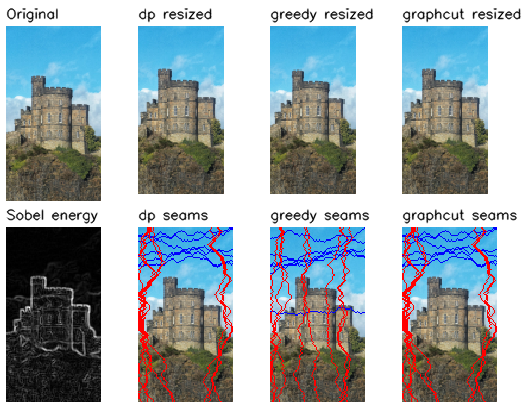 Original
dp resized
greedy resized
graphcut resized
Sobel energy
dp seams
greedy seams
graphcut seams